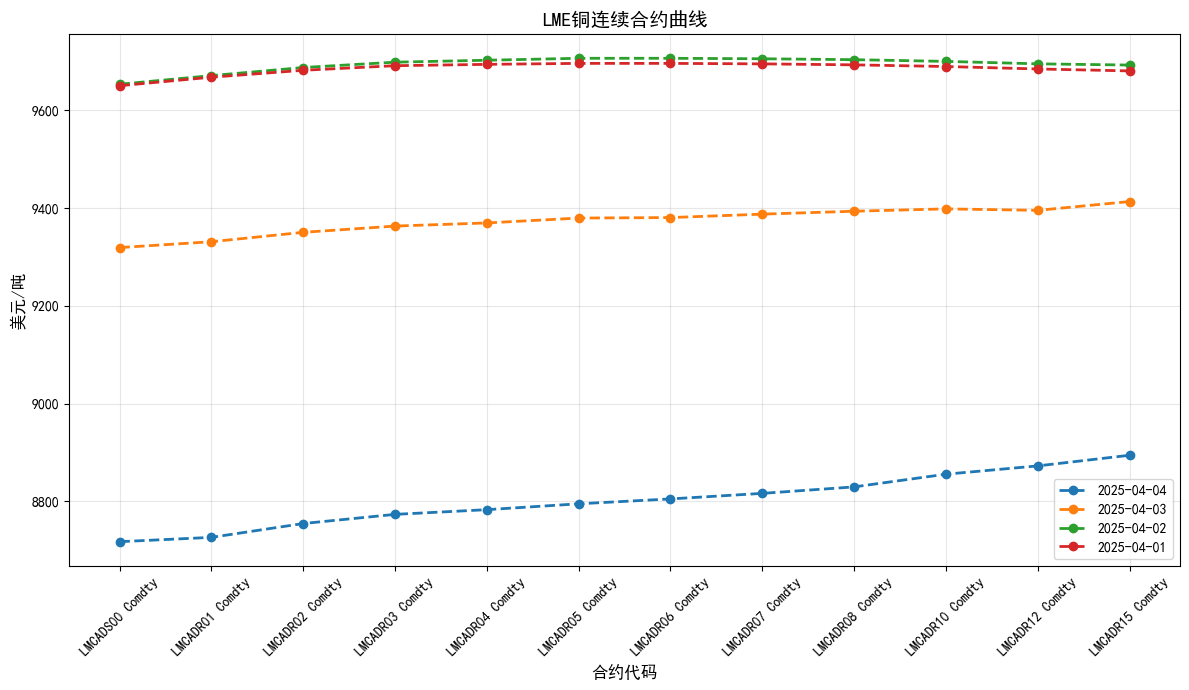 LME铜连续合约曲线
美元/吨
9600
9400
9200
9000
8800
2025-04-04
2025-04-03
2025-04-02
2025-04-01
LMCADS00 Comdty
LMCADR01 Comdty
LMCADR02 Comdty
LMCADR03 Comdty
LMCADR04 Comdty
LMCADR05 Comdty
LMCADR06 Comdty
LMCADR07 Comdty
LMCADR08 Comdty
LMCADR10 Comdty
LMCADR12 Comdty
LMCADR15 Comdty
合约代码